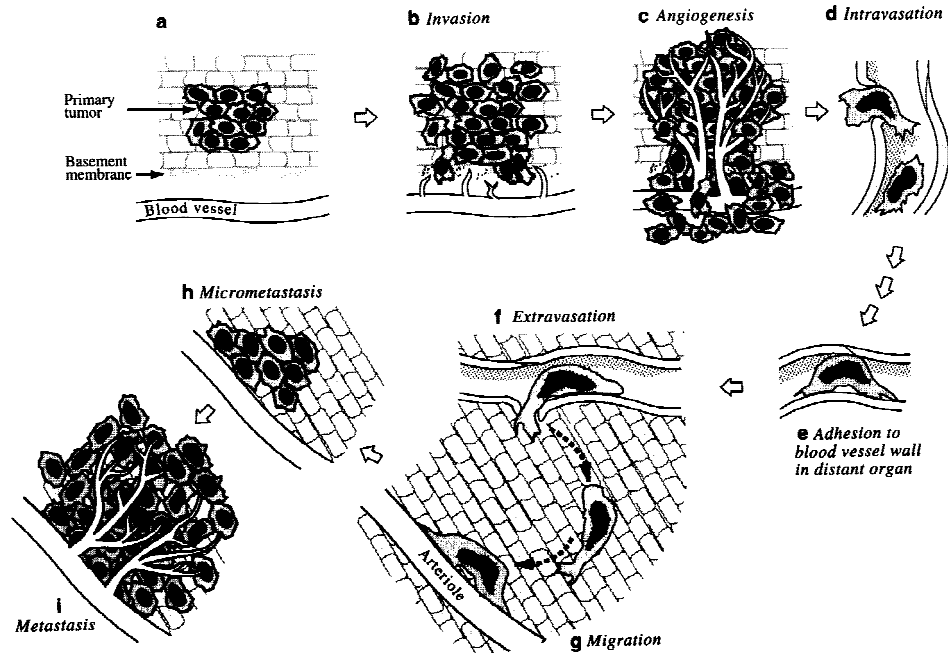 a
b Invasion
c Angiogenesis
d Intravasation
Primary
tumor
Basement
membrane
Blood vessel
h Micrometastasis
f Extravasation
e Adhesion to
blood vessel wall
in distant organ
Arteriole
i
Metastasis
g Migration